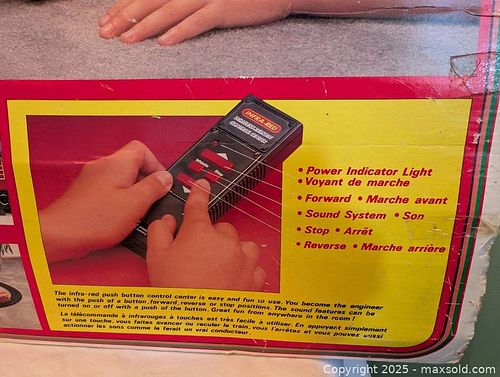 INFRA-RED
• Power Indicator Light
• Voyant de marche
• Forward • Marche avant
• Sound System • Son
• Stop • Arrêt
• Reverse • Marche arrière
The infra-red push button control center is easy and fun to use. You become the engineer
with the push of a button, forward, reverse or stop positions. The sound features can be
turned on or off with a push of the button. Great fun from anywhere in the room!
La télécommande à infrarouges à touches est très facile à utiliser. En appuyant simplement
sur une touche, vous faites avancer ou reculer le train, vous l'arrêtez et vous pouvez aussi
actionner les sons comme le ferait un vrai conducteur.
Copyright 2025 - maxsold.com